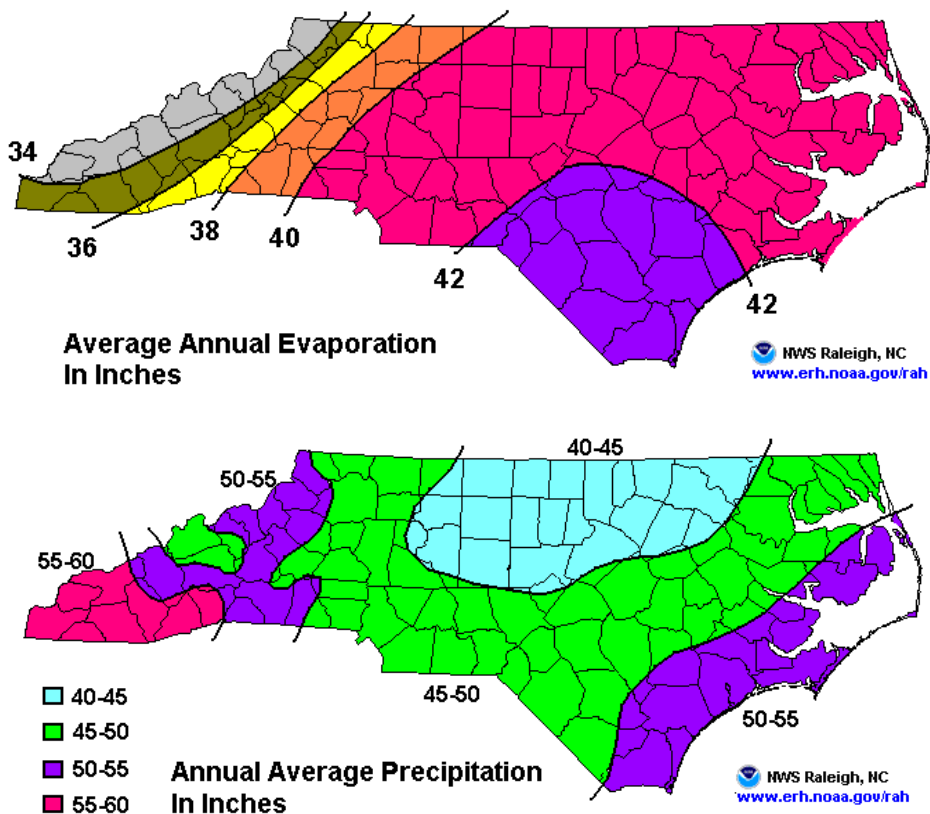 34
36
38
40
42
42
Average Annual Evaporation
In Inches
NWS Raleigh, NC
www.erh.noaa.gov/rah
40-45
50-55
55-60
45-50
50-55
40-45
45-50
50-55
55-60
Annual Average Precipitation
In Inches
NWS Raleigh, NC
www.erh.noaa.gov/rah